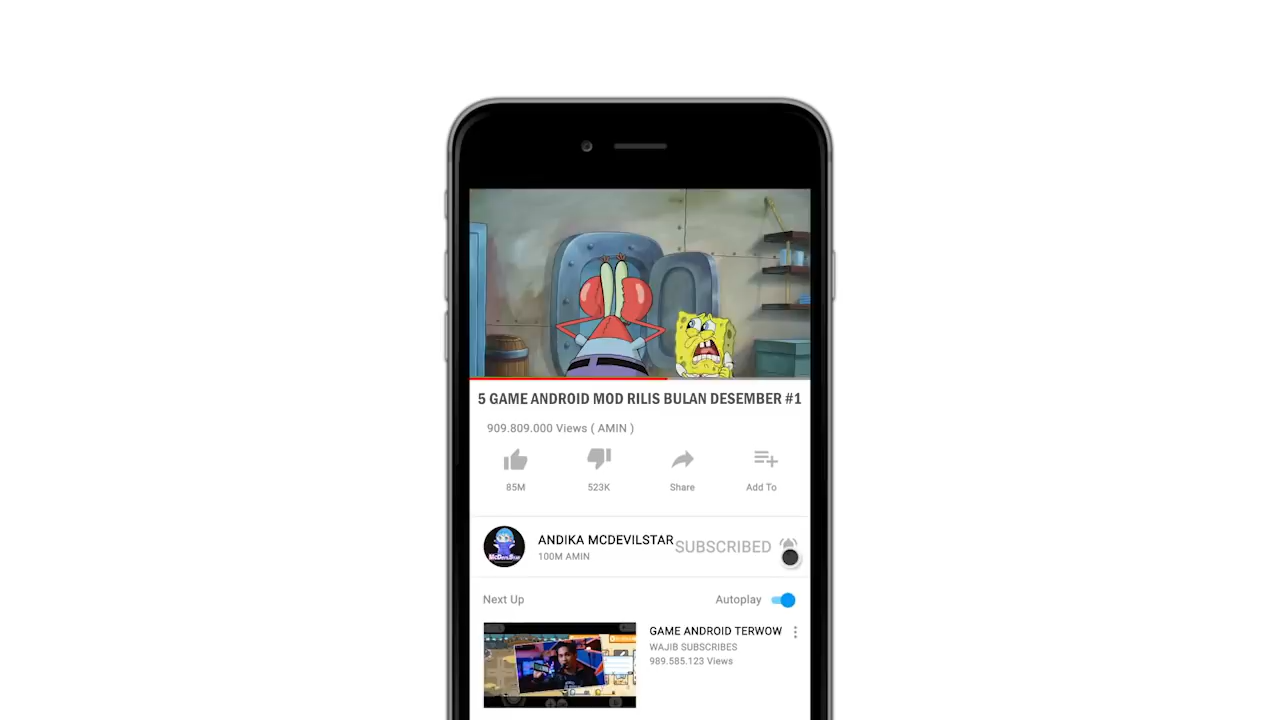 5 GAME ANDROID MOD RILIS BULAN DESEMBER #1
909.809.000 Views ( AMIN )
85M
523K
Share
Add To
ANDIKA MCDEVILSTAR
100M AMIN
SUBSCRIBED
McDevilStar
Next Up
Autoplay
GAME ANDROID TERWOW
WAJIB SUBSCRIBES
989.585.123 Views